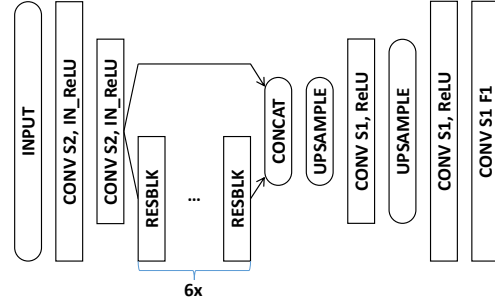 INPUT
CONV S2, IN_ReLU
CONV S2, IN_ReLU
RESBLK
...
RESBLK
6x
CONCAT
UPSAMPLE
CONV S1, ReLU
UPSAMPLE
CONV S1, ReLU
CONV S1 F1